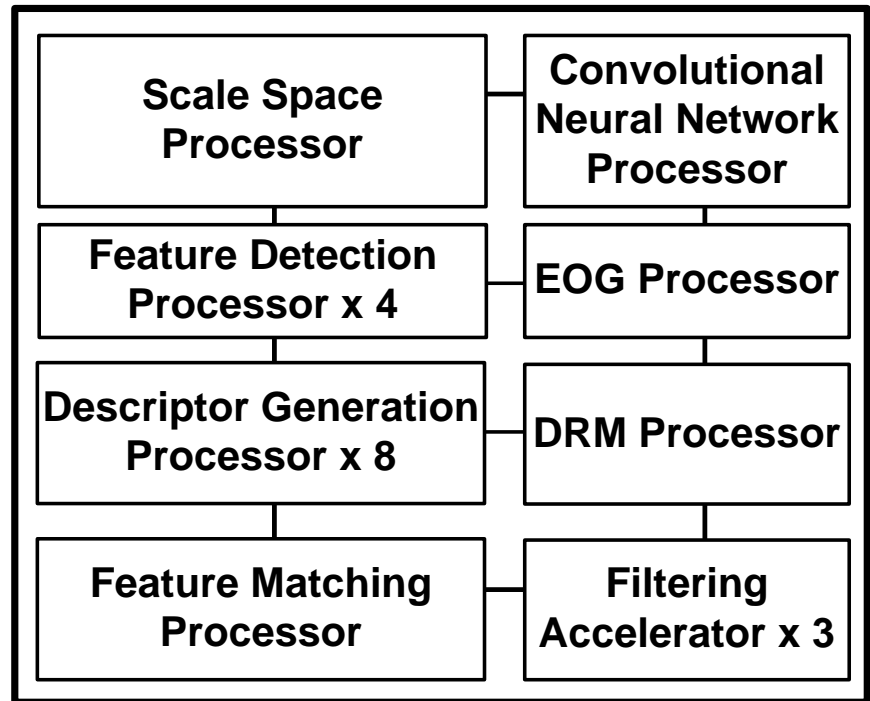 Scale Space
Processor
Convolutional
Neural Network
Processor
Feature Detection
Processor x 4
EOG Processor
Descriptor Generation
Processor x 8
DRM Processor
Feature Matching
Processor
Filtering
Accelerator x 3